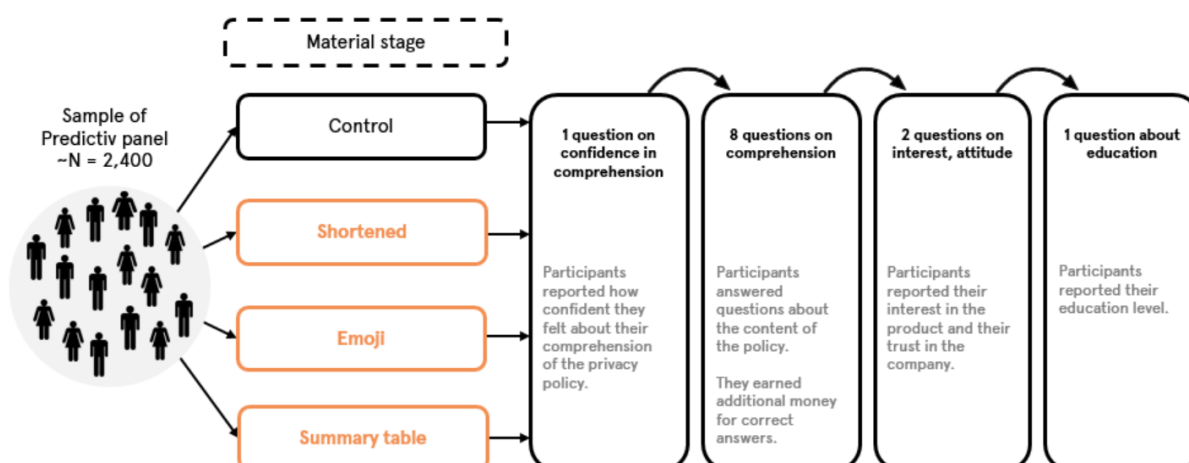 Material stage
Sample of
Predictiv panel
~N = 2,400
Control
Shortened
Emoji
Summary table
1 question on
confidence in
comprehension
Participants
reported how
confident they
felt about their
comprehension
of the privacy
policy.
8 questions on
comprehension
Participants
answered
questions about
the content of
the policy.
They earned
additional money
for correct
answers.
2 questions on
interest, attitude
Participants
reported their
interest in the
product and their
trust in the
company.
1 question about
education
Participants
reported their
education level.